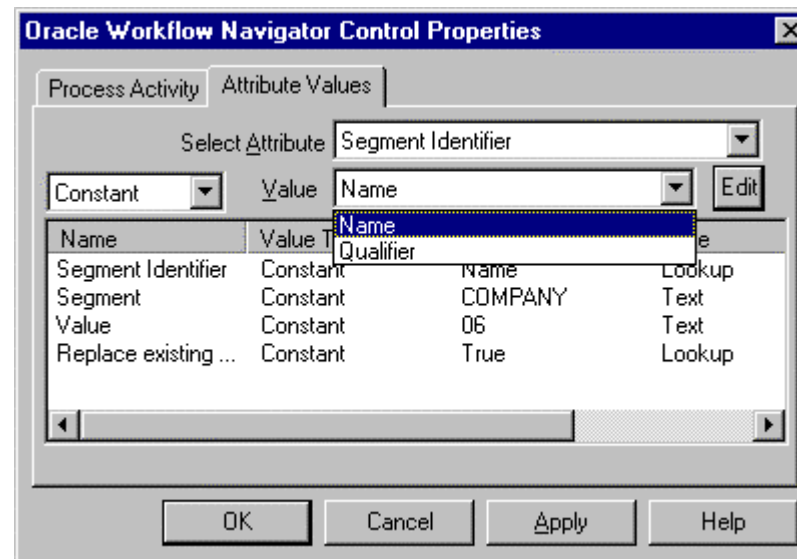 Oracle Workflow Navigator Control Properties
Process Activity Attribute Values
Select Attribute Segment Identifier
Constant Value Name Edit
Name
Qualifier
Name Value T e
Segment Identifier Constant Name Lookup
Segment Constant COMPANY Text
Value Constant 06 Text
Replace existing ... Constant True Lookup
OK Cancel Apply Help